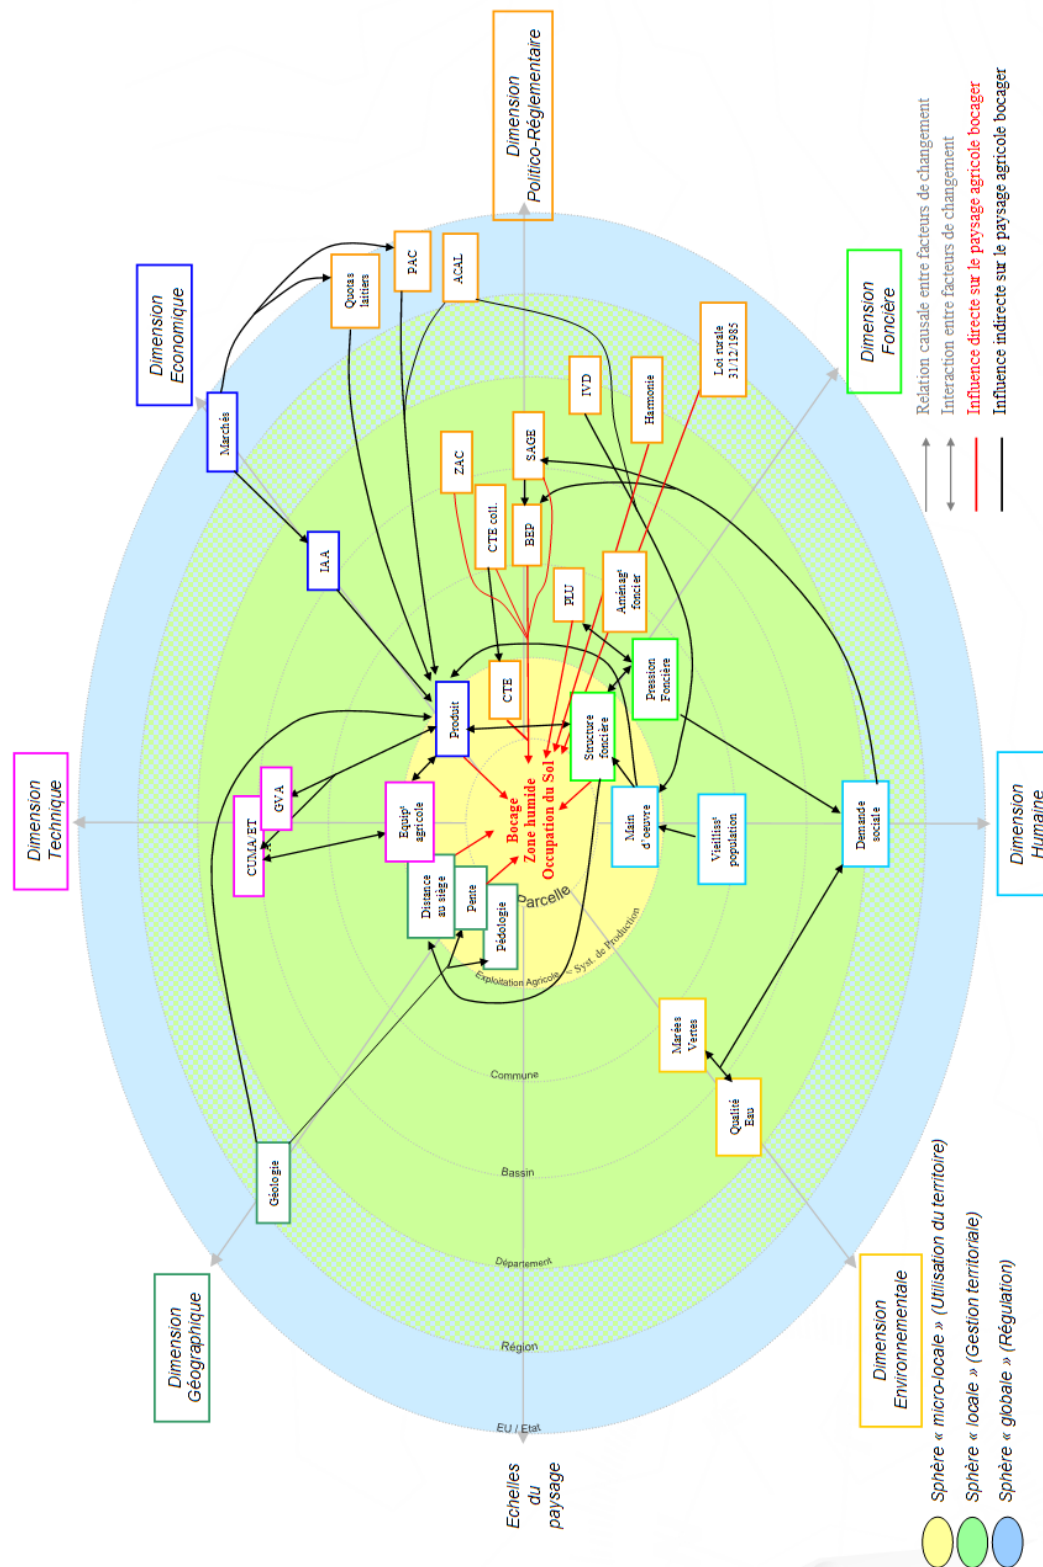 Dimension
Technique
Dimension
Géographique
Dimension
Economique
Marchés
CUMA/ET
A
GVA
Géologie
IAA
Quotas
laitiers
PAC
ACAL
Equip^t
agricole
Produit
ZAC
Distance
au siège
Pente
Pédologie
CTE coll.
CTE
SAGE
BEP
Bocage
Zone humide
Occupation du Sol
Echelles
du
paysage
EU / Etat
Région
Département
Bassin
Commune
Exploitation Agricole
= Syst. de Production
Parcelle
Dimension
Politico-Réglementaire
IVD
PLU
Harmonie
Aménag^t
foncier
Loi rurale
31/12/1985
Structure
foncière
Pression
Foncière
Main
d'oeuvre
Vieilliss^t
population
Marées
Vertes
Qualité
Eau
Demande
sociale
Dimension
Environnementale
Dimension
Foncière
Dimension
Humaine
Sphère « micro-locale » (Utilisation du territoire)
Sphère « locale » (Gestion territoriale)
Sphère « globale » (Régulation)
Relation causale entre facteurs de changement
Interaction entre facteurs de changement
Influence directe sur le paysage agricole bocager
Influence indirecte sur le paysage agricole bocager